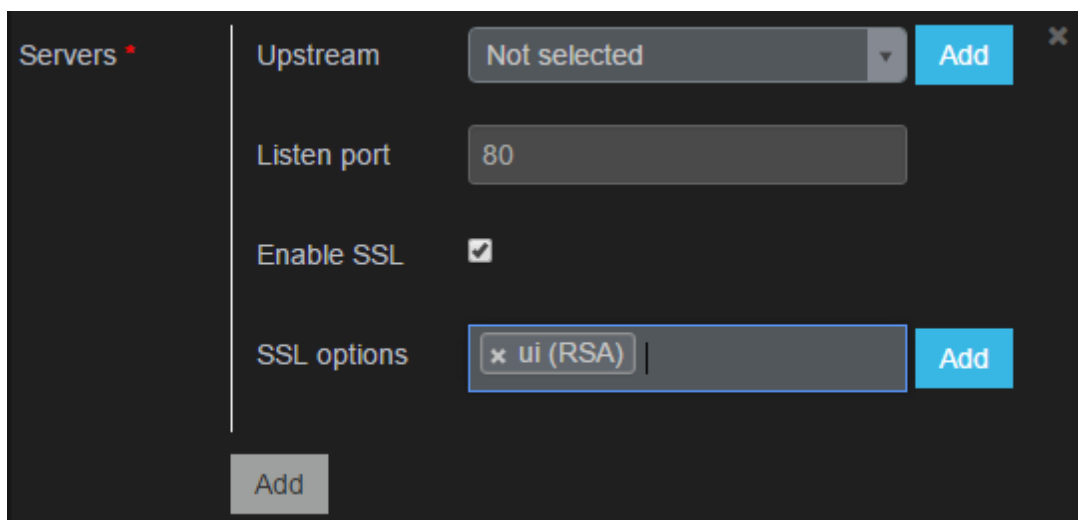 Servers * Upstream Not selected Add
Listen port 80
Enable SSL
SSL options × ui (RSA) Add
Add